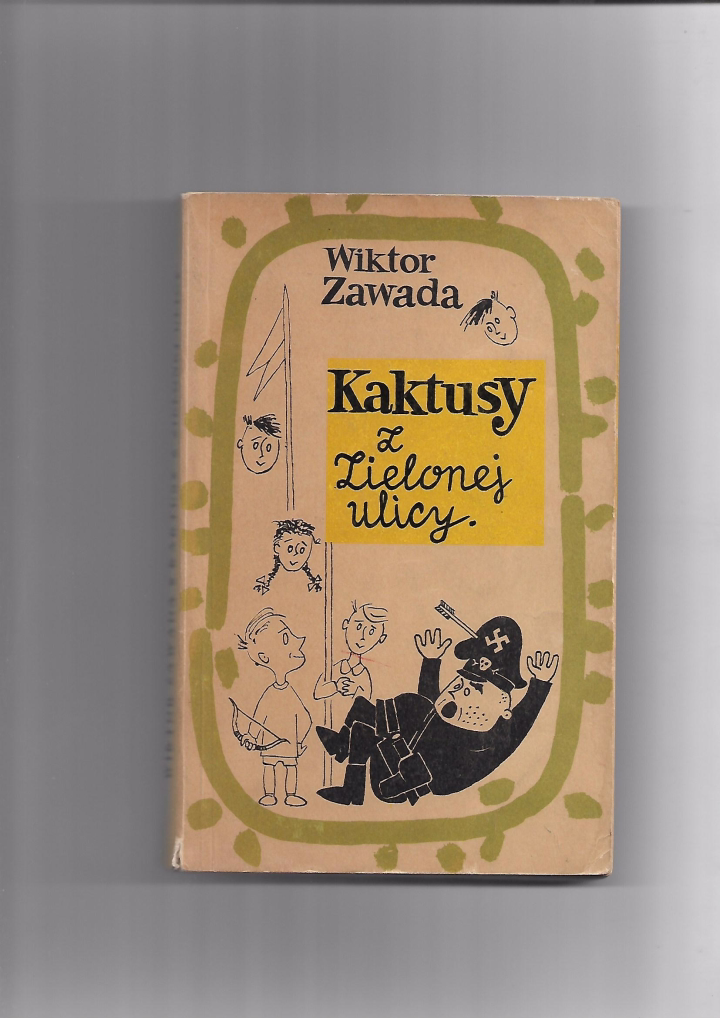 Wiktor
Zawada
Kaktusy
z
Zielonej
ulicy.